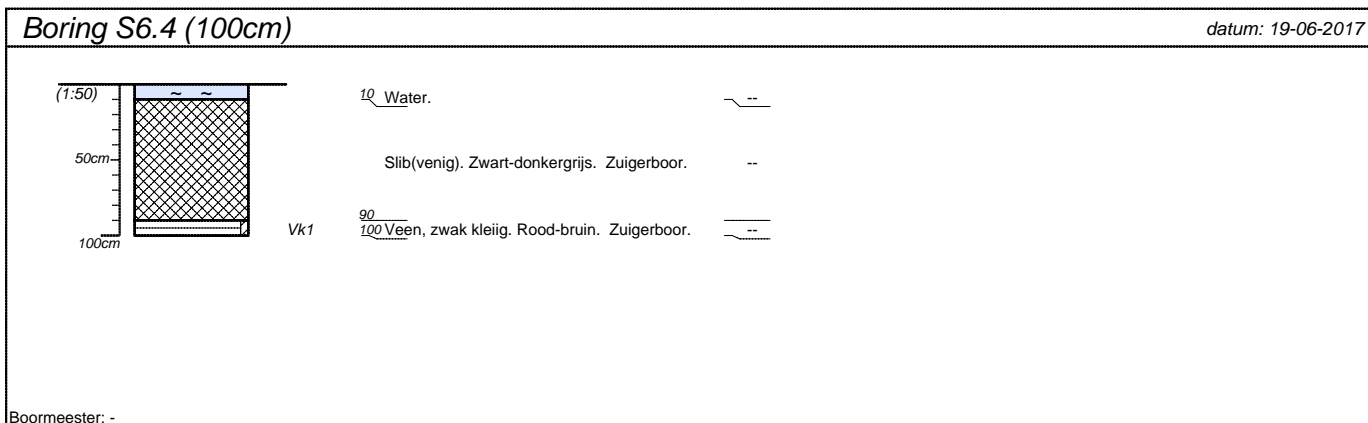 Boring S6.4 (100cm) datum: 19-06-2017
(1:50) ~ ~ 10 Water. --
50cm Slib(venig). Zwart-donkergrijs. Zuigerboor. --
90
Vk1 100 Veen, zwak kleiig. Rood-bruin. Zuigerboor. --
100cm
Boormeester: -